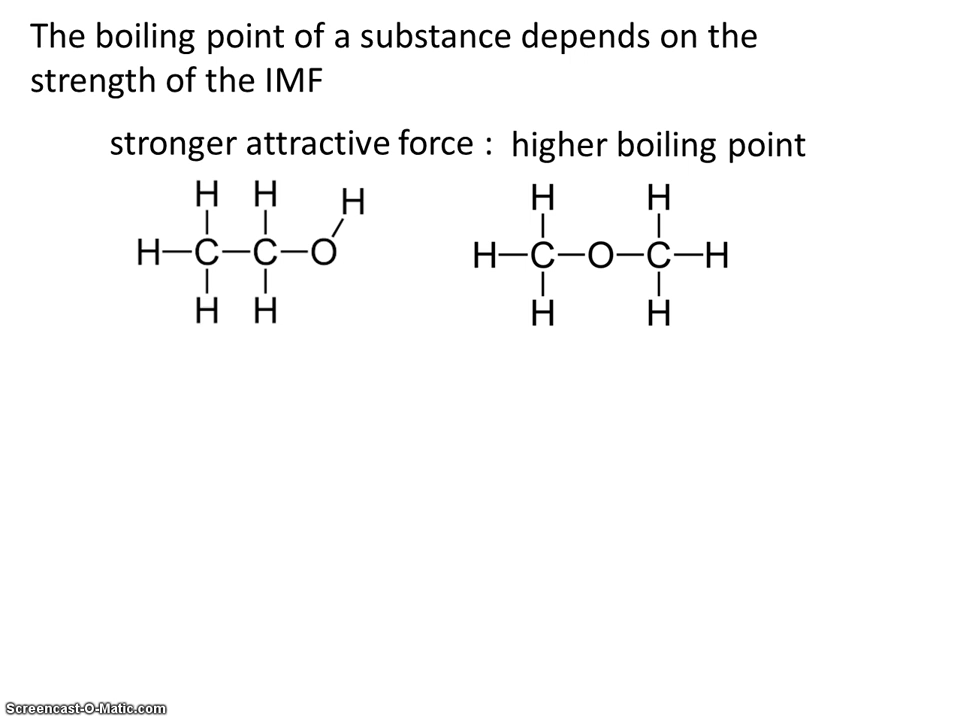 The boiling point of a substance depends on the
strength of the IMF
stronger attractive force : higher boiling point
H H H
H–C–C–O
H H
H H
H–C–O–C–H
H H
Screencast-O-Matic.com